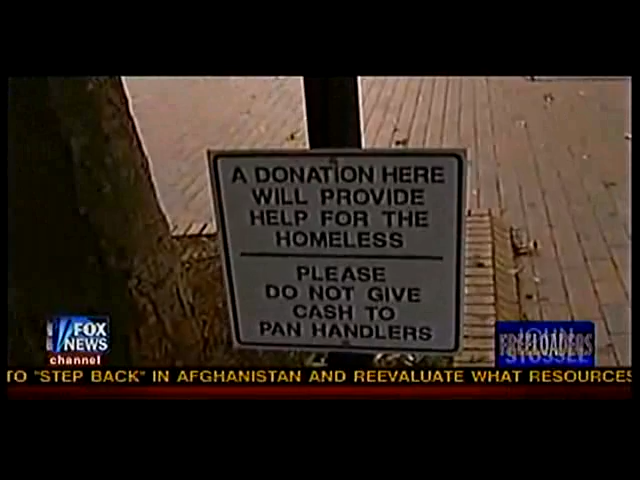 A DONATION HERE
WILL PROVIDE
HELP FOR THE
HOMELESS
PLEASE
DO NOT GIVE
CASH TO
PAN HANDLERS
FOX
NEWS
channel
FREELOADERS
STOSSEL
TO "STEP BACK" IN AFGHANISTAN AND REEVALUATE WHAT RESOURCES